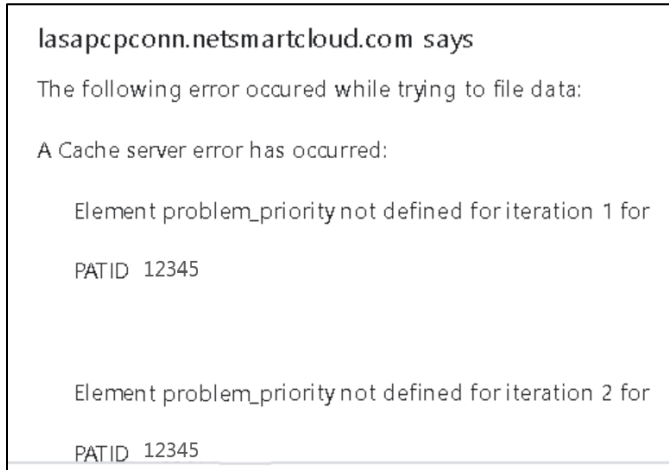 lasapcpconn.netsmartcloud.com says
The following error occured while trying to file data:
A Cache server error has occurred:
Element problem_priority not defined for iteration 1 for
PATID 12345
Element problem_priority not defined for iteration 2 for
PATID 12345